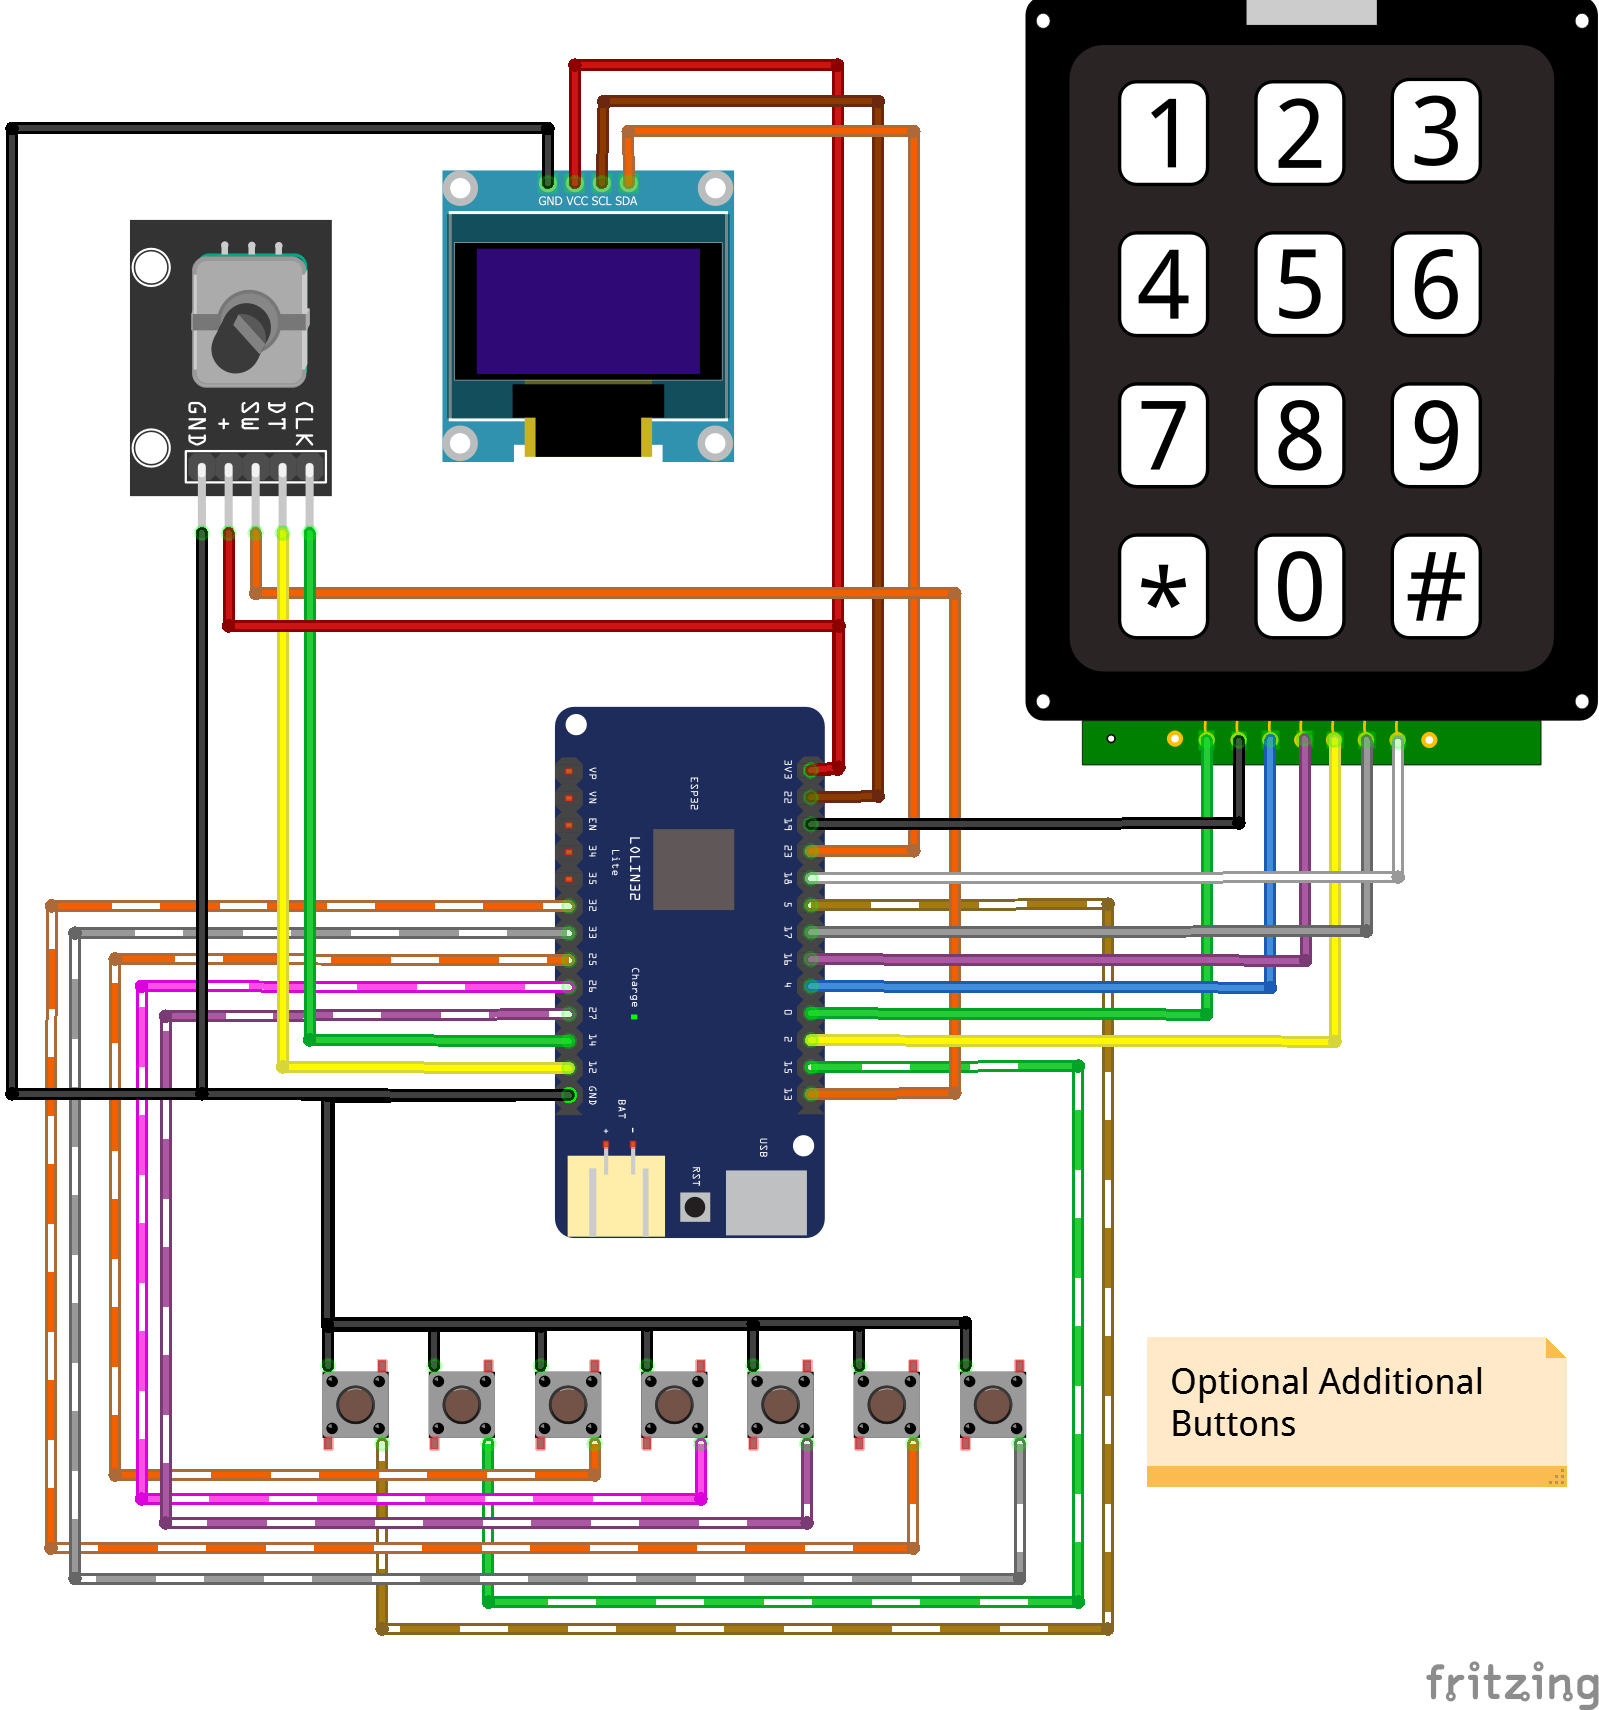 GND VCC SCL SDA
GND
+
SW
DT
CLK
1 2 3
4 5 6
7 8 9
* 0 #
VP
VN
EN
34
35
32
33
25
26
27
14
12
GND
ESP32
LOLIN32
Lite
Charge
3V3
22
19
23
18
5
17
16
4
0
2
15
13
BAT
+ -
RST
USB
Optional Additional
Buttons
fritzing